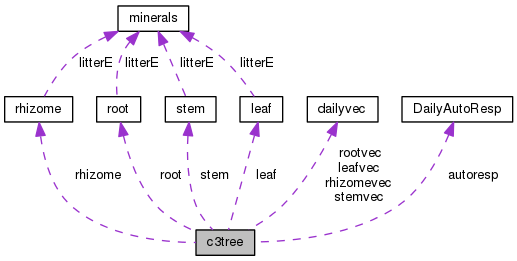 minerals
litterE litterE litterE litterE
rhizome root stem leaf dailyvec DailyAutoResp
rootvec
leafvec
rhizome root stem leaf rhizomevec autoresp
stemvec
c3tree